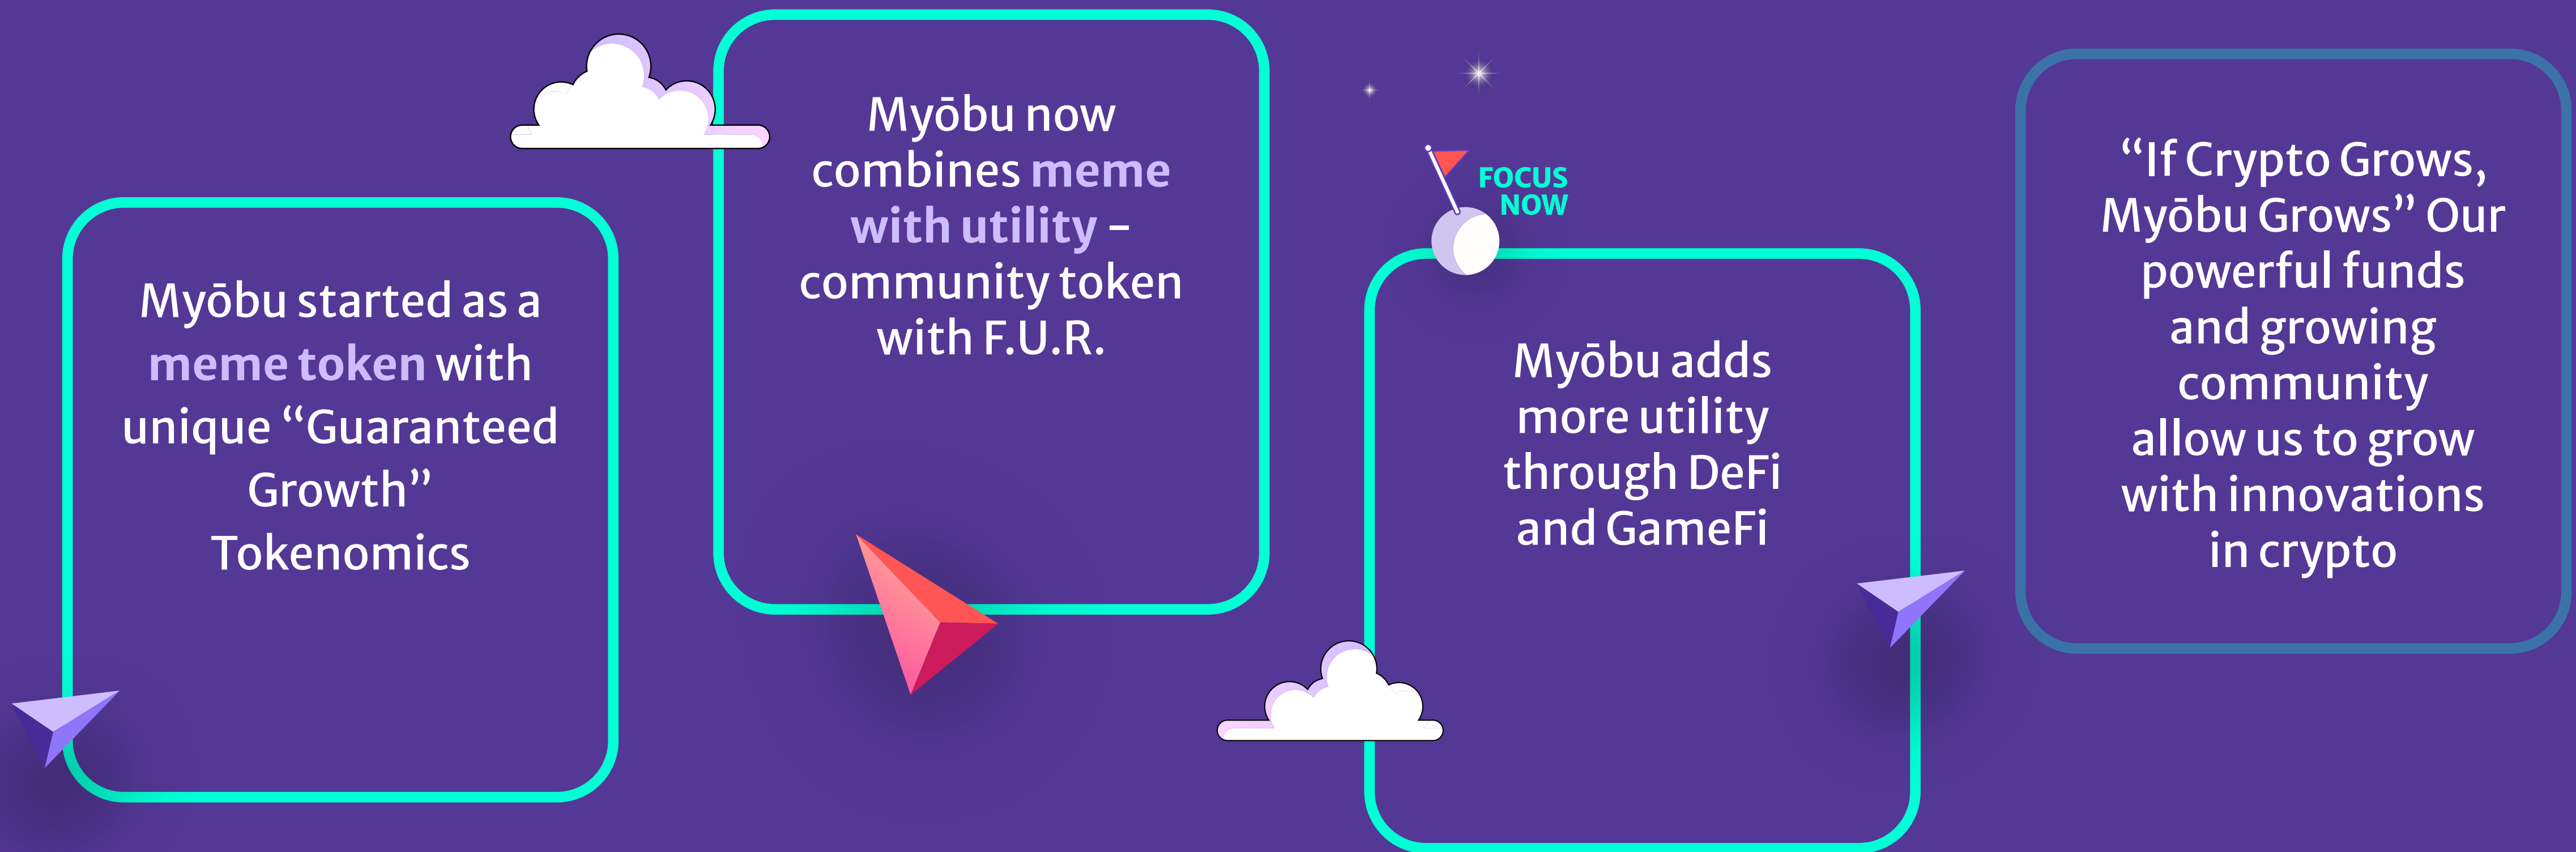 Myōbu started as a
meme token with
unique “Guaranteed
Growth”
Tokenomics
Myōbu now
combines meme
with utility –
community token
with F.U.R.
FOCUS
NOW
Myōbu adds
more utility
through DeFi
and GameFi
“If Crypto Grows,
Myōbu Grows” Our
powerful funds
and growing
community
allow us to grow
with innovations
in crypto